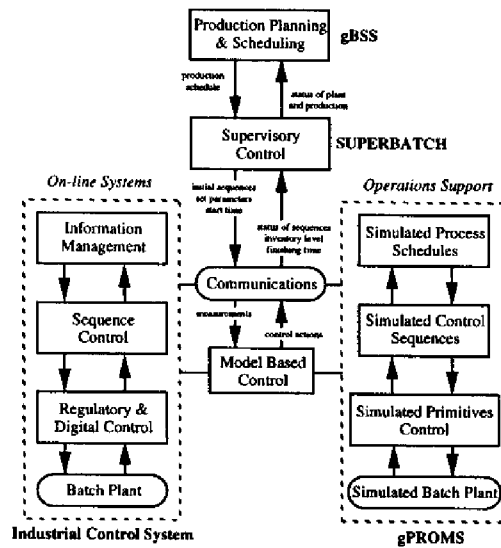 Production Planning
& Scheduling
gBSS
production
schedule
status of plant
and production
Supervisory
Control
SUPERBATCH
On-line Systems
initial sequences
set parameters
start time
Operations Support
Information
Management
status of sequences
inventory level
finishing time
Simulated Process
Schedules
Communications
Sequence
Control
measurements
control actions
Simulated Control
Sequences
Model Based
Control
Regulatory &
Digital Control
Simulated Primitives
Control
Batch Plant
Simulated Batch Plant
Industrial Control System
gPROMS